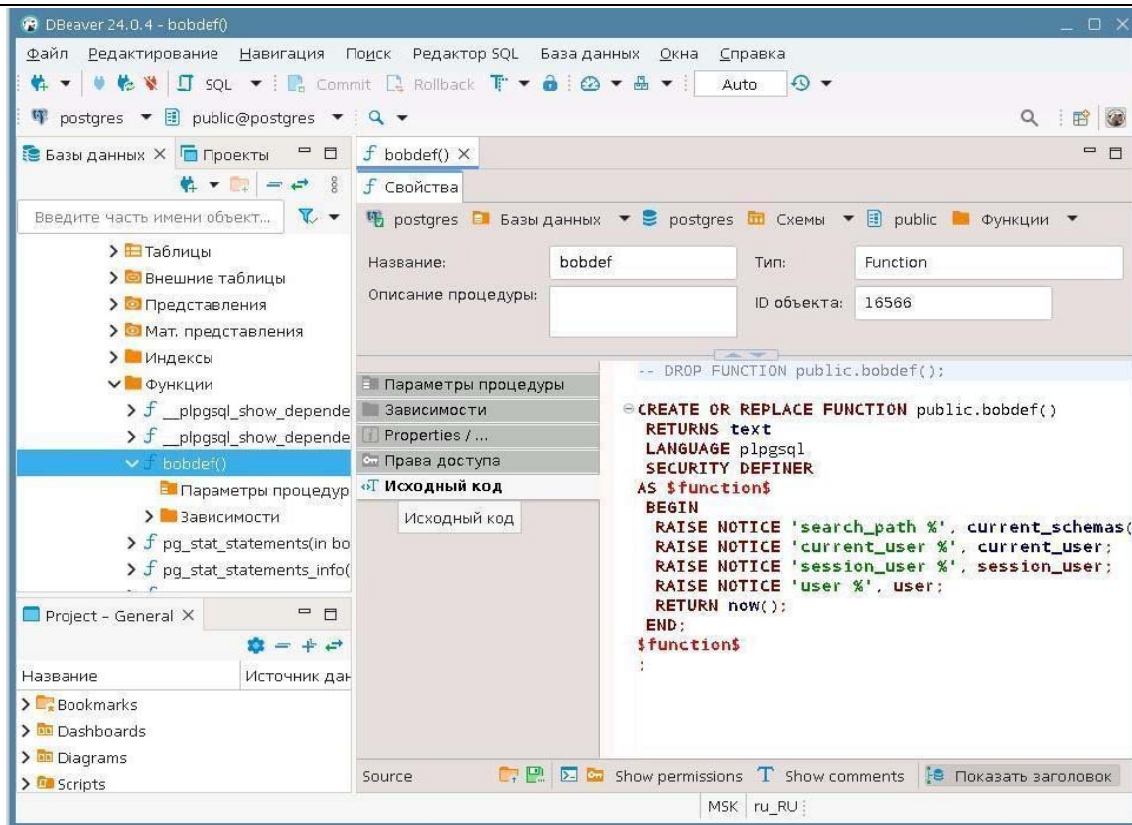 DBeaver 24.0.4 - bobdef()
Файл Редактирование Навигация Поиск Редактор SQL База данных Окна Справка
SQL Commit Rollback Auto
postgres public@postgres
Базы данных Проекты
Введите часть имени объект...
Таблицы
Внешние таблицы
Представления
Мат. представления
Индексы
Функции
__plpgsql_show_depende
__plpgsql_show_depende
bobdef()
Параметры процедур
Зависимости
pg_stat_statements(in bo
pg_stat_statements_info(
Project - General
Название Источник дан
Bookmarks
Dashboards
Diagrams
Scripts
bobdef()
Свойства
postgres Базы данных postgres Схемы public Функции
Название: bobdef Тип: Function
Описание процедуры: ID объекта: 16566
Параметры процедуры
Зависимости
Properties / ...
Права доступа
Исходный код
Исходный код
-- DROP FUNCTION public.bobdef();
CREATE OR REPLACE FUNCTION public.bobdef()
RETURNS text
LANGUAGE plpgsql
SECURITY DEFINER
AS $function$
BEGIN
RAISE NOTICE 'search_path %', current_schemas(
RAISE NOTICE 'current_user %', current_user;
RAISE NOTICE 'session_user %', session_user;
RAISE NOTICE 'user %', user;
RETURN now();
END;
$function$
;
Source Show permissions Show comments Показать заголовок
MSK ru_RU